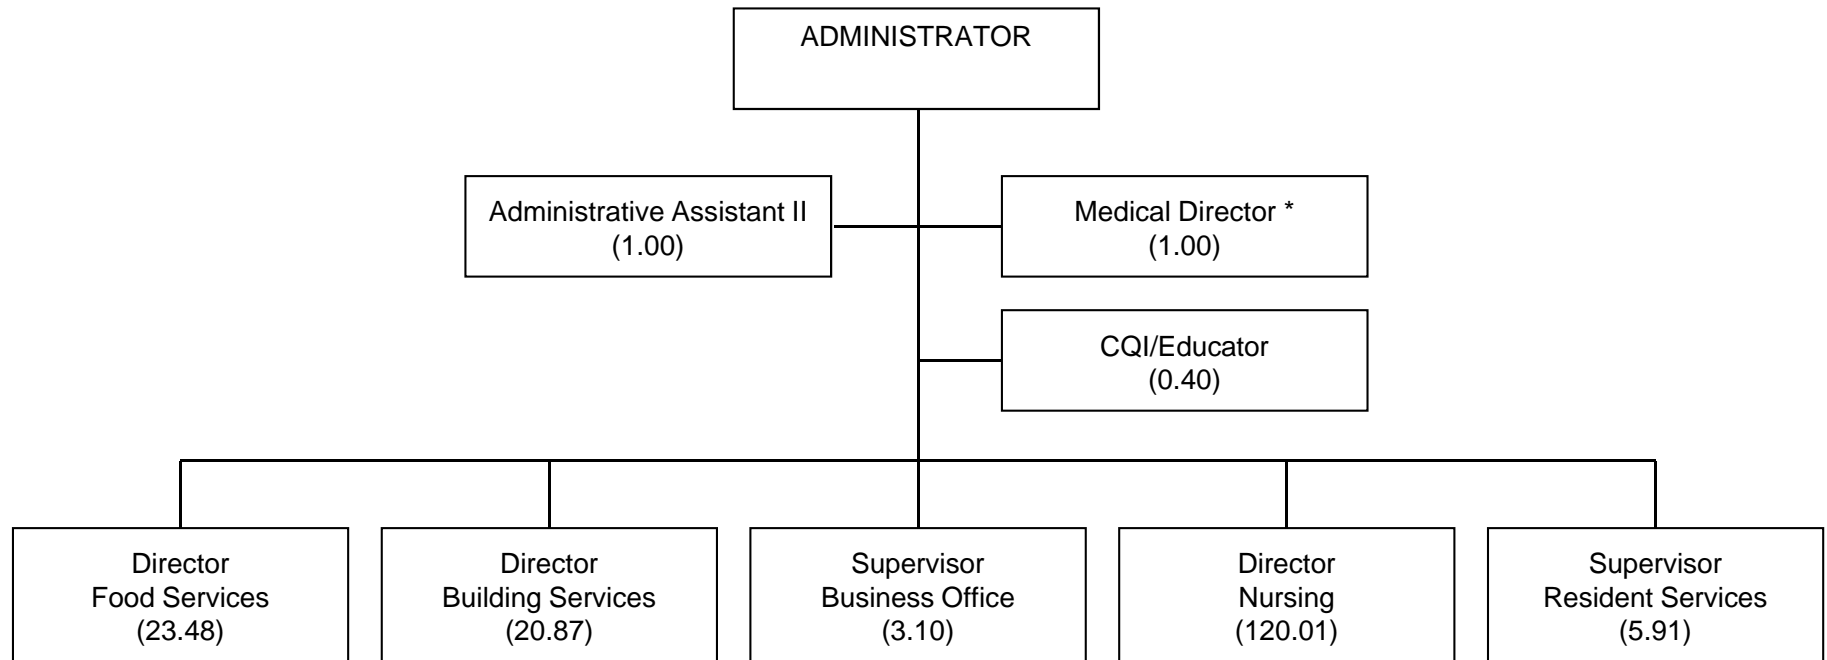 ADMINISTRATOR
Administrative Assistant II
(1.00)
Medical Director *
(1.00)
CQI/Educator
(0.40)
Director
Food Services
(23.48)
Director
Building Services
(20.87)
Supervisor
Business Office
(3.10)
Director
Nursing
(120.01)
Supervisor
Resident Services
(5.91)